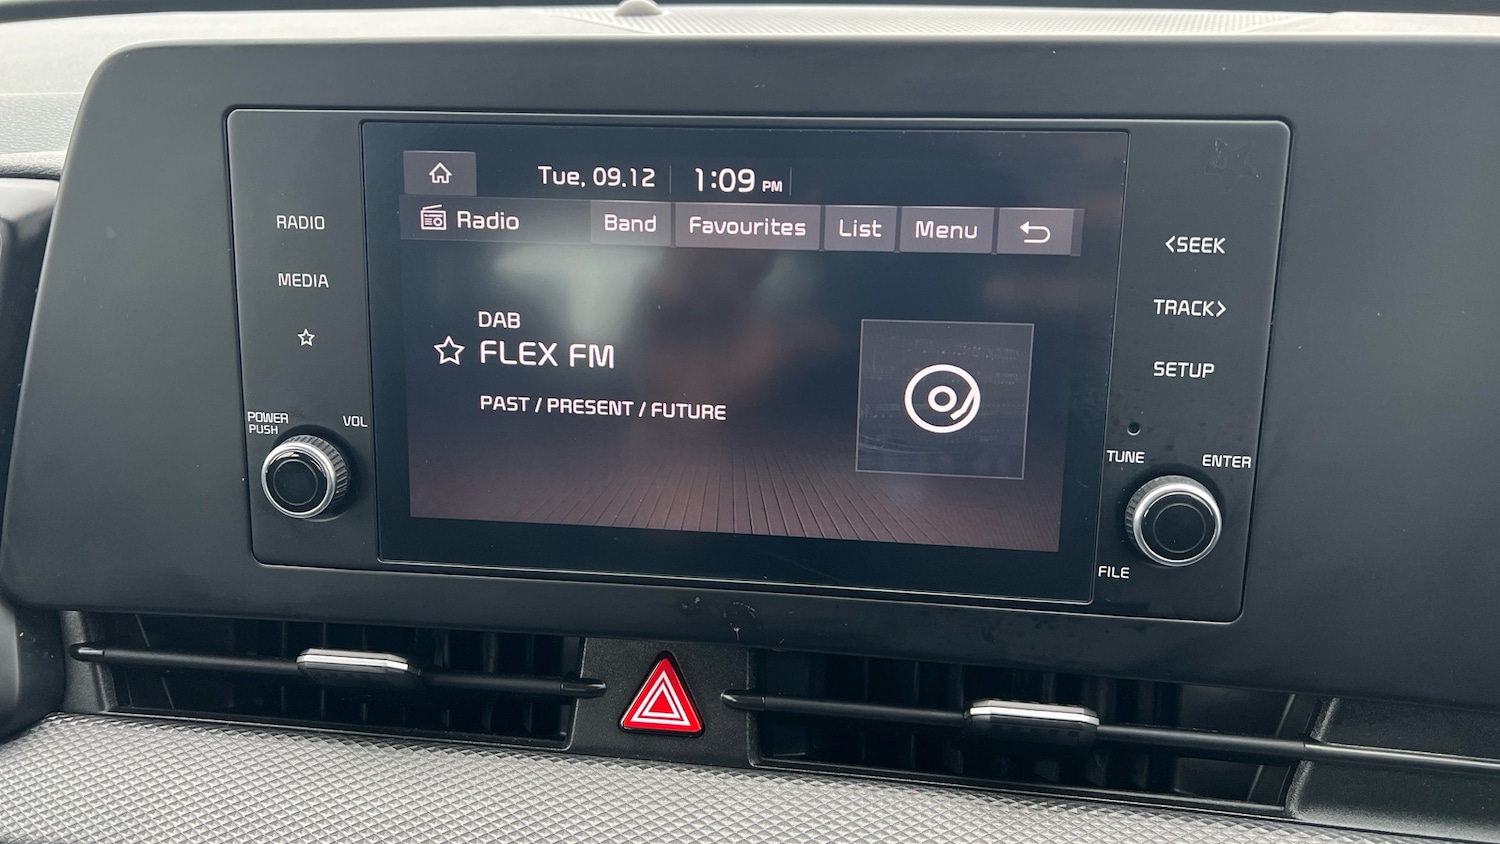 Tue, 09.12 1:09 PM
Radio Band Favourites List Menu
DAB
FLEX FM
PAST / PRESENT / FUTURE
RADIO
MEDIA
POWER
PUSH
VOL
<SEEK
TRACK>
SETUP
TUNE
ENTER
FILE